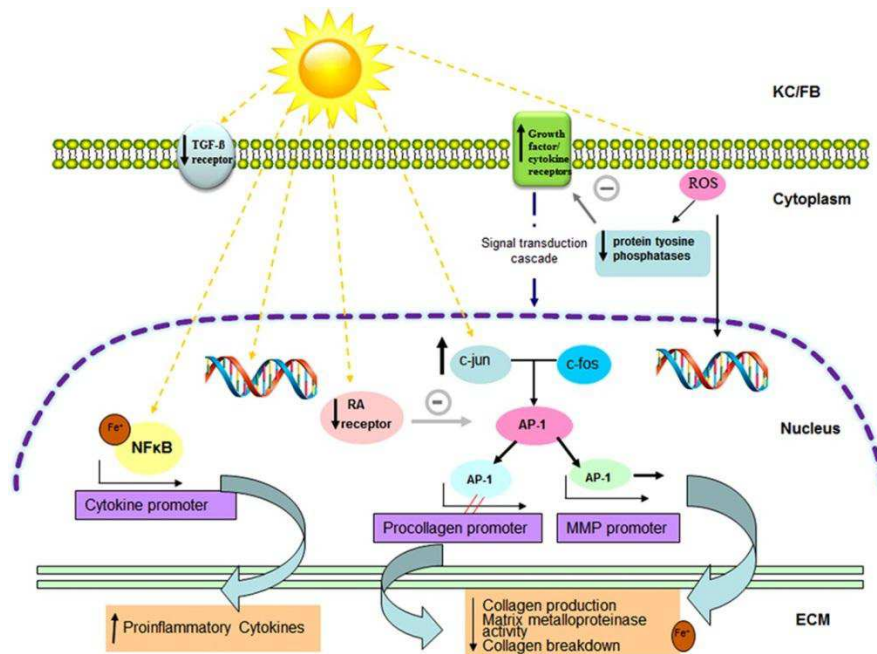 KC/FB
TGF-ß
receptor
Growth
factor/
cytokine
receptors
ROS
Cytoplasm
protein tyosine
phosphatases
Signal transduction
cascade
c-jun
c-fos
RA
receptor
AP-1
Nucleus
Fe⁺
NFκB
AP-1
AP-1
Cytokine promoter
Procollagen promoter
MMP promoter
ECM
Proinflammatory Cytokines
Collagen production
Matrix metalloproteinase
activity
Collagen breakdown
Fe⁺